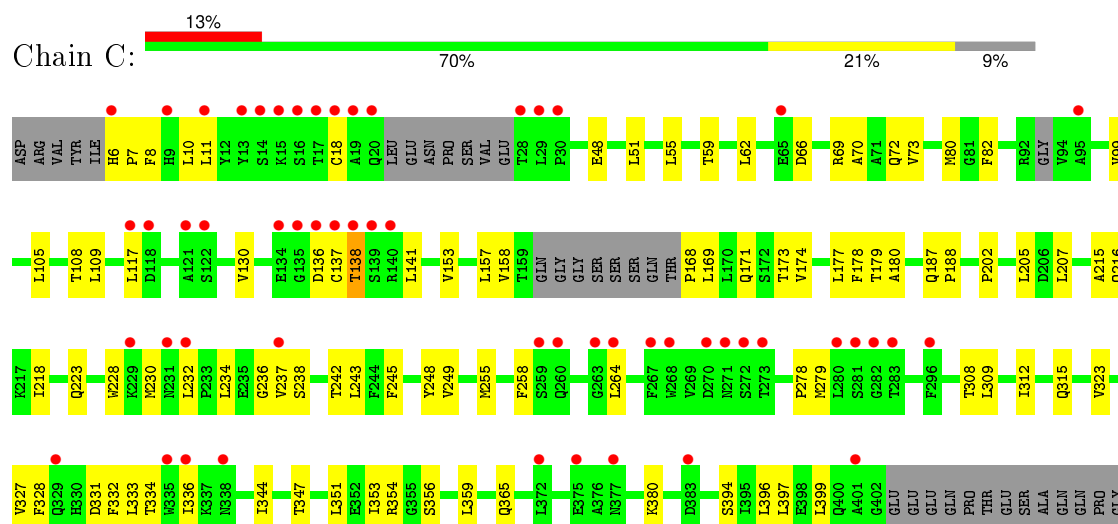 13%
Chain C:
70% 21% 9%
ASP ARG VAL TYR ILE H6 P7 F8 H9 L10 L11 Y12 Y13 S14 K15 S16 T17 C18 A19 Q20 LEU GLU ASN PRO SER VAL GLU T28 L29 P30 E48 L51 L55 T59 L62 E65 D66 R69 A70 A71 Q72 V73 M80 G81 F82 R92 GLY V94 A95 V99
L105 T108 L109 L117 D118 A121 S122 V130 E134 G135 D136 C137 T138 S139 R140 L141 V153 L157 V158 T159 GLN GLY GLY SER SER SER GLN THR P168 L169 L170 Q171 S172 T173 V174 L177 F178 T179 A180 Q187 P188 P202 L205 D206 L207 A215
K217 I218 Q223 W228 K229 M230 N231 L232 P233 L234 E235 G236 V237 S238 T242 L243 F244 F245 Y248 V249 M255 F258 S259 Q260 G263 L264 F267 W268 V269 D270 N271 S272 T273 P278 M279 L280 S281 G282 T283 F296 T308 L309 I312 Q315 V323
V327 F328 Q329 H330 D331 F332 L333 T334 W335 I336 K337 N338 I344 T347 L351 E352 I353 R354 G355 S356 L359 Q365 L372 E375 A376 N377 K380 D383 S394 I395 L396 L397 E398 L399 Q400 A401 G402 GLU GLU GLU GLN PRO THR GLU SER ALA GLN GLN PRO